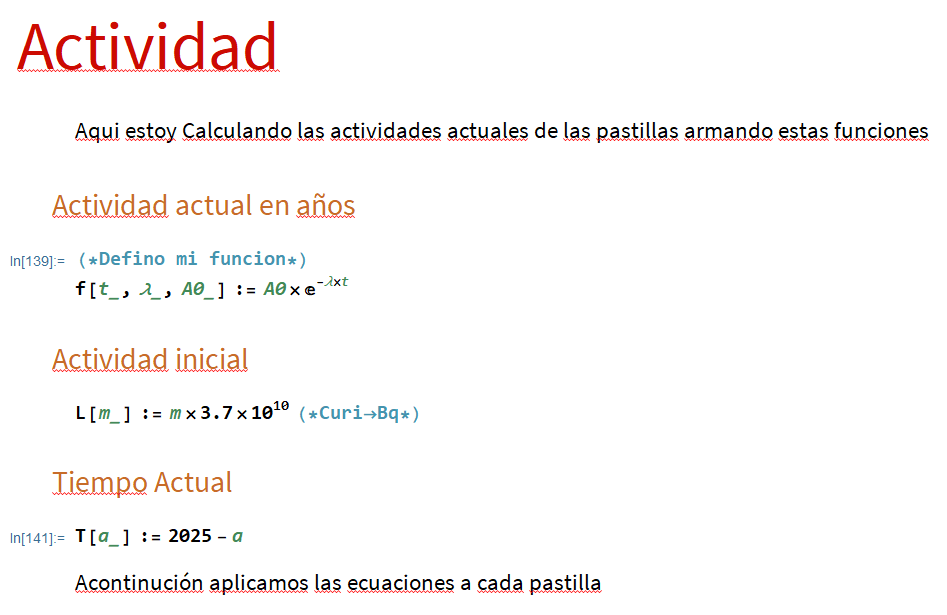 Actividad
Aqui estoy Calculando las actividades actuales de las pastillas armando estas funciones
Actividad actual en años
In[139]:= (*Defino mi funcion*)
f[t_, λ_, A0_] := A0×ⅇ^-λ×t
Actividad inicial
L[m_] := m×3.7×10^10 (*Curi→Bq*)
Tiempo Actual
In[141]:= T[a_] := 2025 - a
Acontinución aplicamos las ecuaciones a cada pastilla